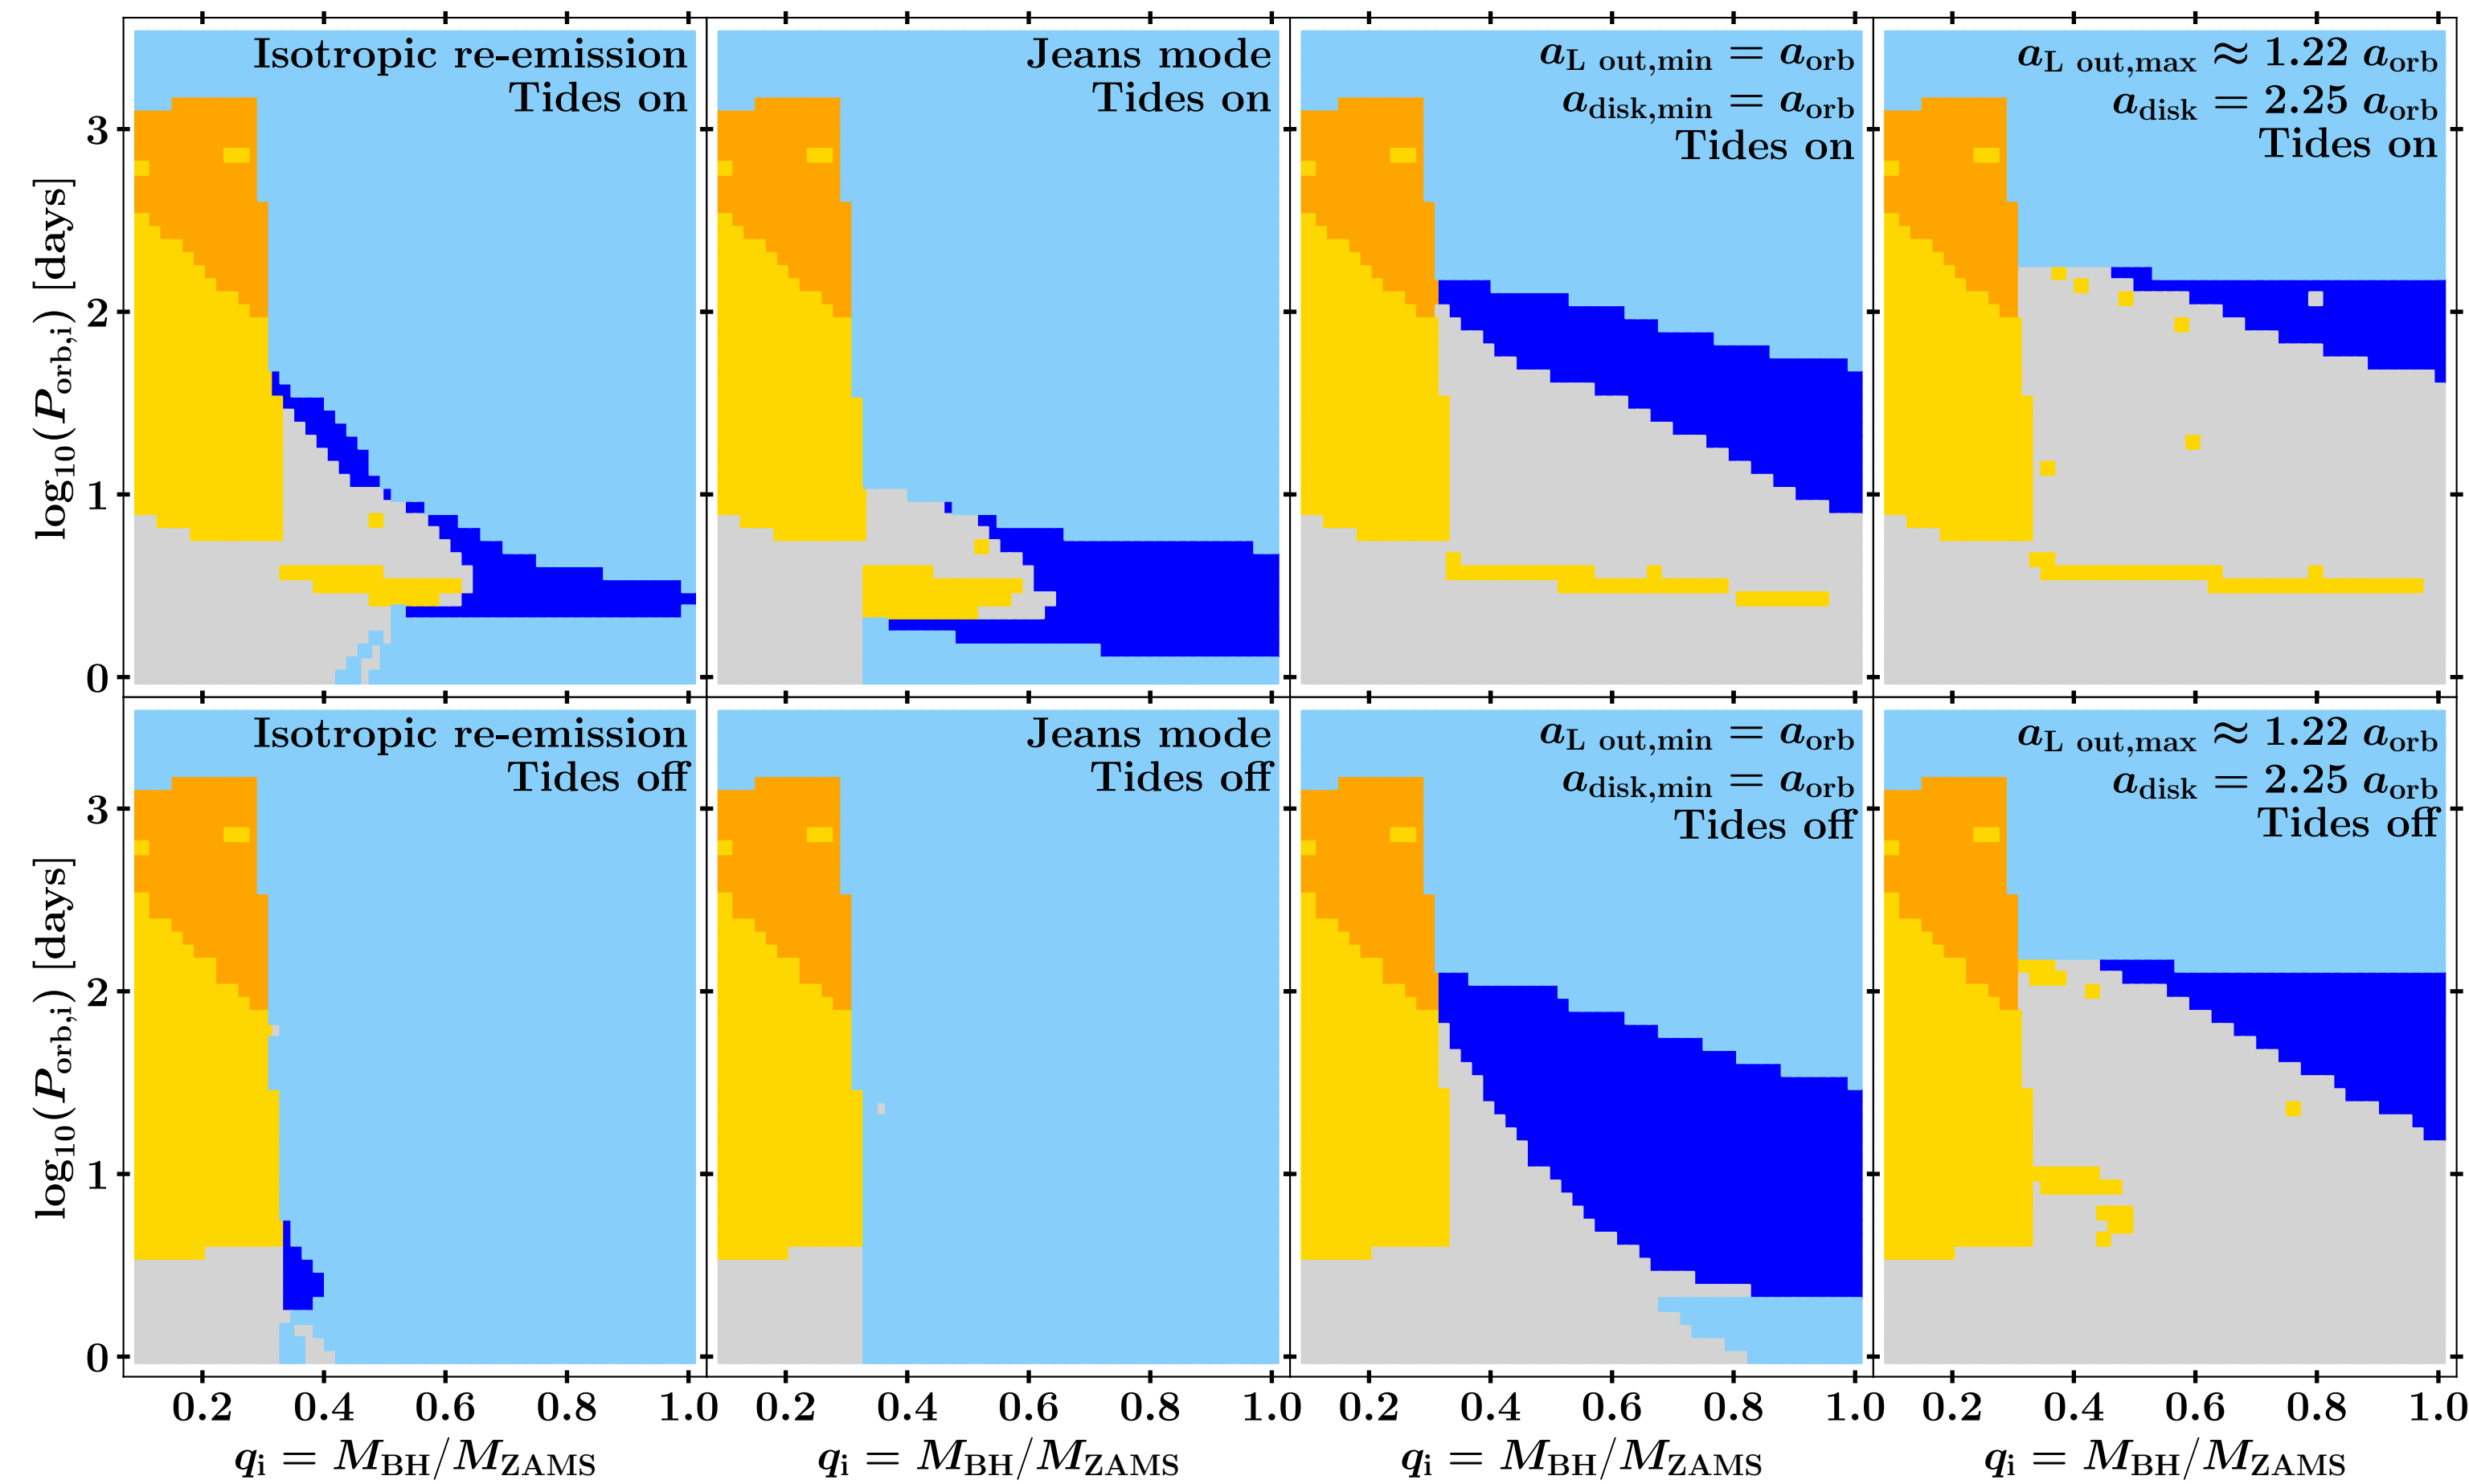 Isotropic re-emission
Tides on
Jeans mode
Tides on
a_L out,min = a_orb
a_disk,min = a_orb
Tides on
a_L out,max ≈ 1.22 a_orb
a_disk = 2.25 a_orb
Tides on
log₁₀(P_orb,i) [days]
3
2
1
0
Isotropic re-emission
Tides off
Jeans mode
Tides off
a_L out,min = a_orb
a_disk,min = a_orb
Tides off
a_L out,max ≈ 1.22 a_orb
a_disk = 2.25 a_orb
Tides off
log₁₀(P_orb,i) [days]
3
2
1
0
0.2 0.4 0.6 0.8 1.0 0.2 0.4 0.6 0.8 1.0 0.2 0.4 0.6 0.8 1.0 0.2 0.4 0.6 0.8 1.0
q_i = M_BH/M_ZAMS q_i = M_BH/M_ZAMS q_i = M_BH/M_ZAMS q_i = M_BH/M_ZAMS